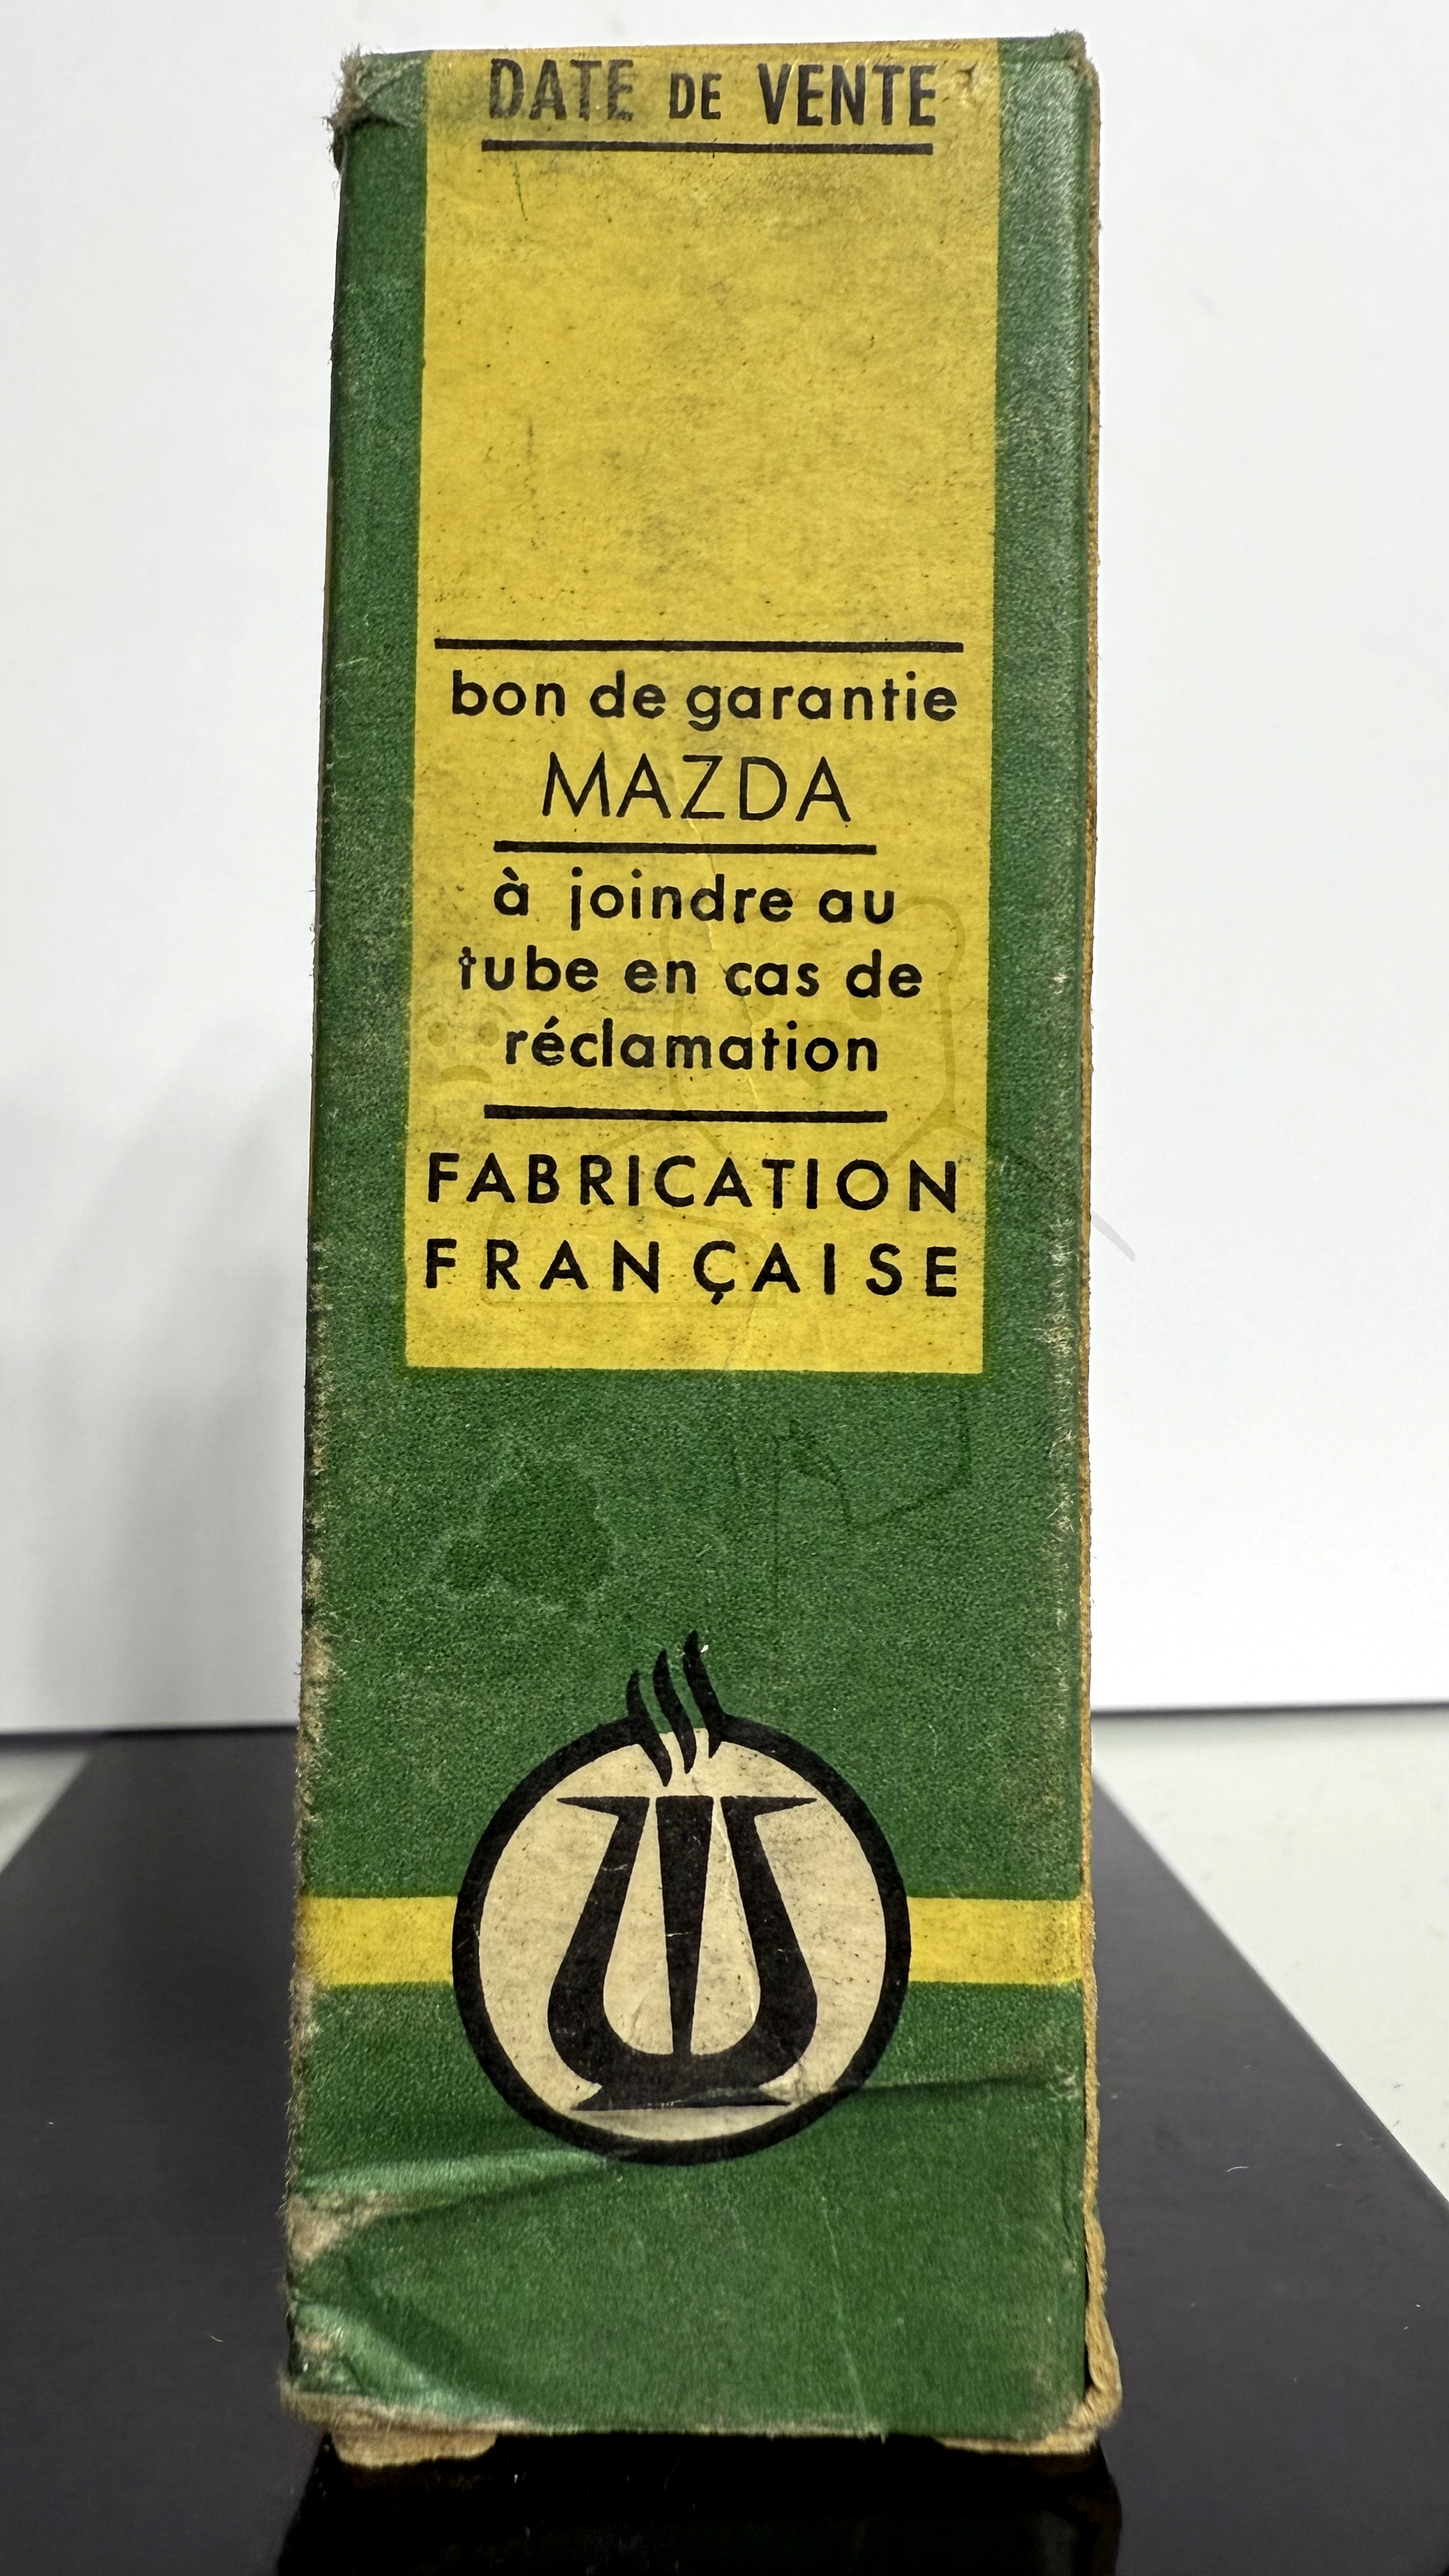 DATE DE VENTE
bon de garantie
MAZDA
à joindre au
tube en cas de
réclamation
FABRICATION
FRANÇAISE